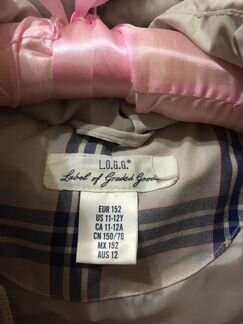 L.O.G.G.®
Label of Graded Goods
EUR 152
US 11-12Y
CA 11-12A
CN 150/76
MX 152
AUS 12